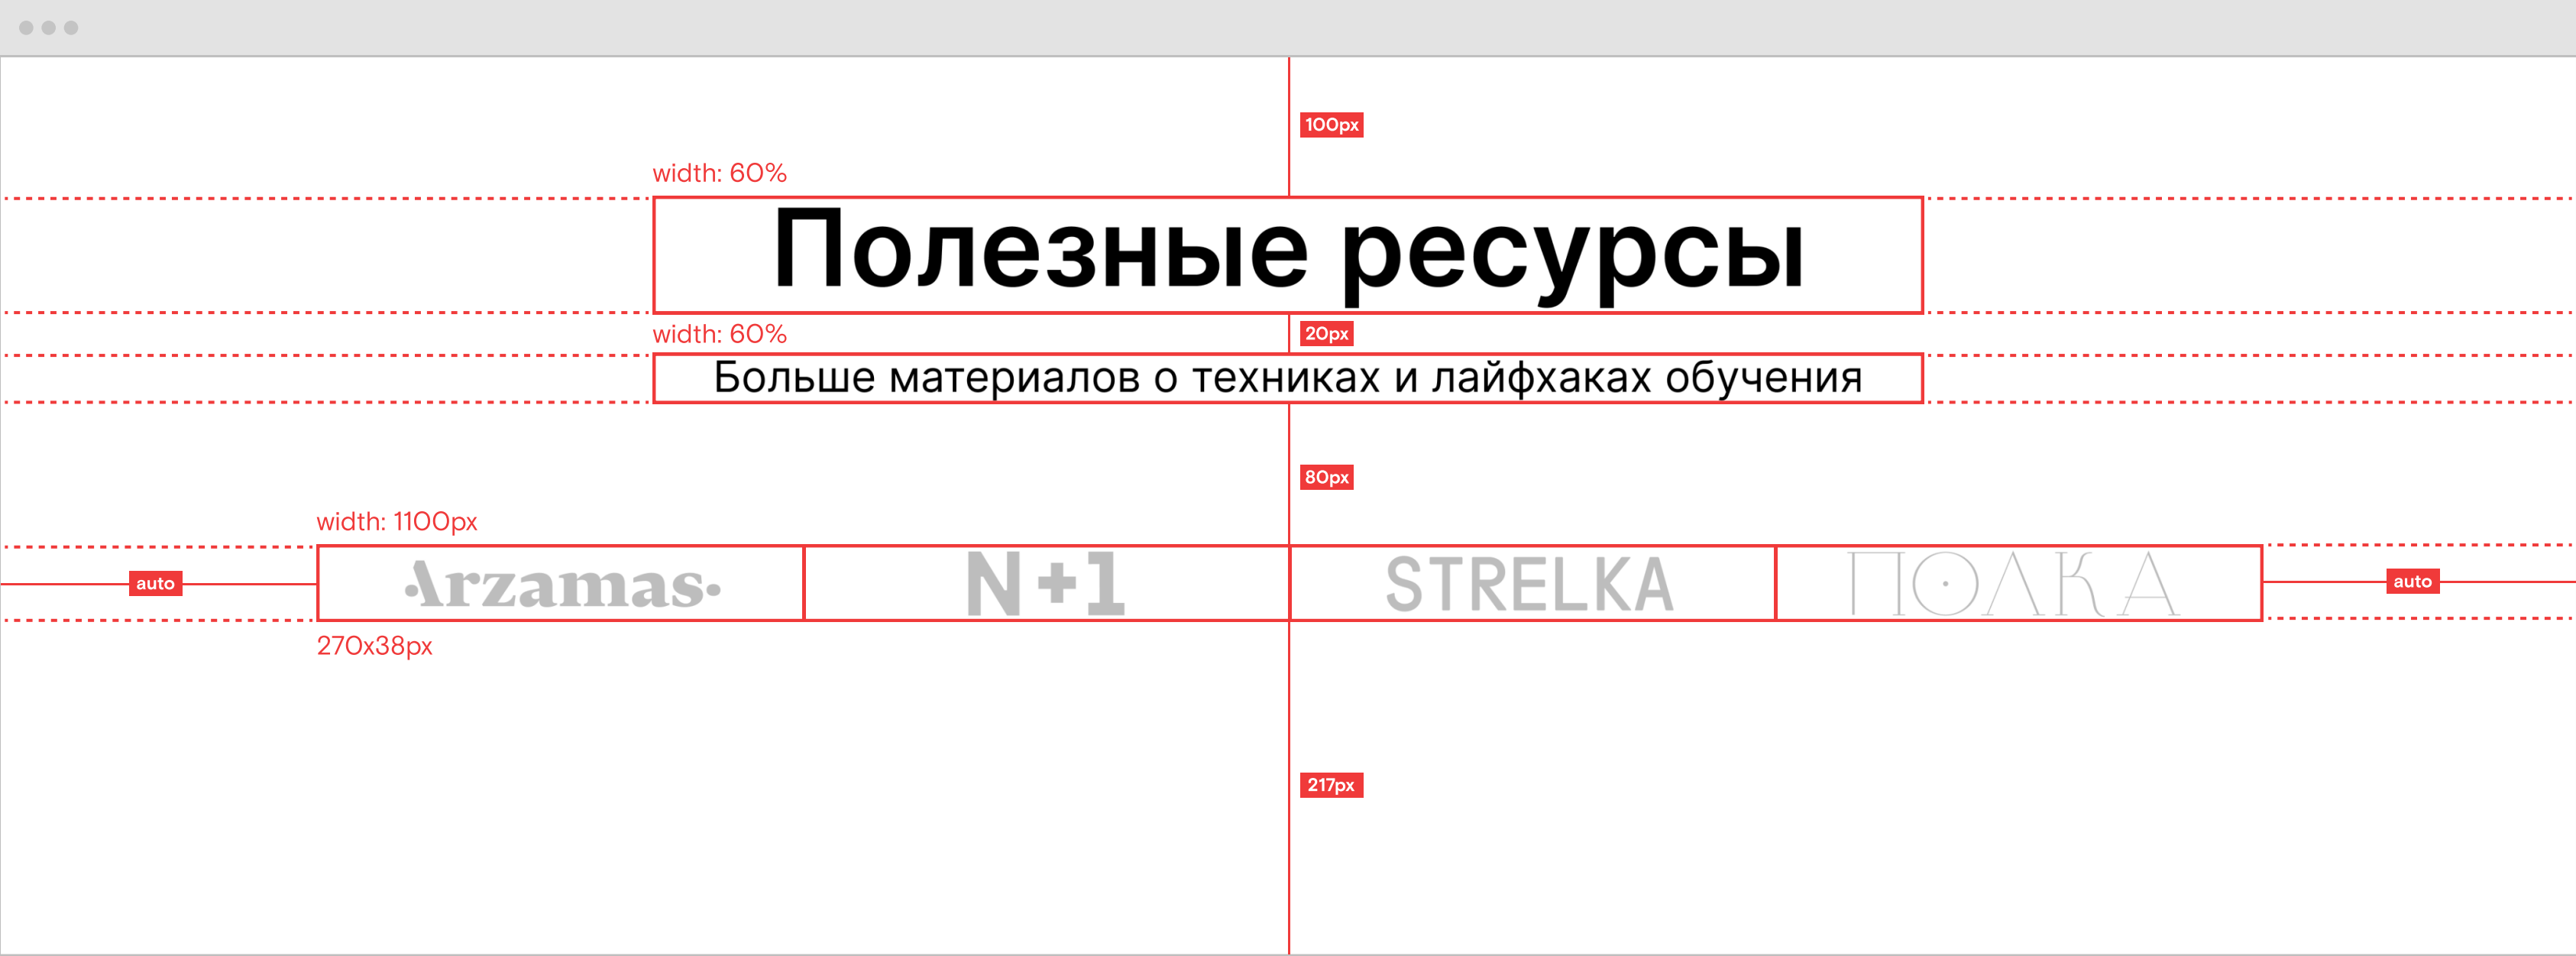 100px
width: 60%
Полезные ресурсы
width: 60%
20px
Больше материалов о техниках и лайфхаках обучения
80px
width: 1100px
auto
Arzamas
N+1
STRELKA
ПОЛКА
auto
270x38px
217px